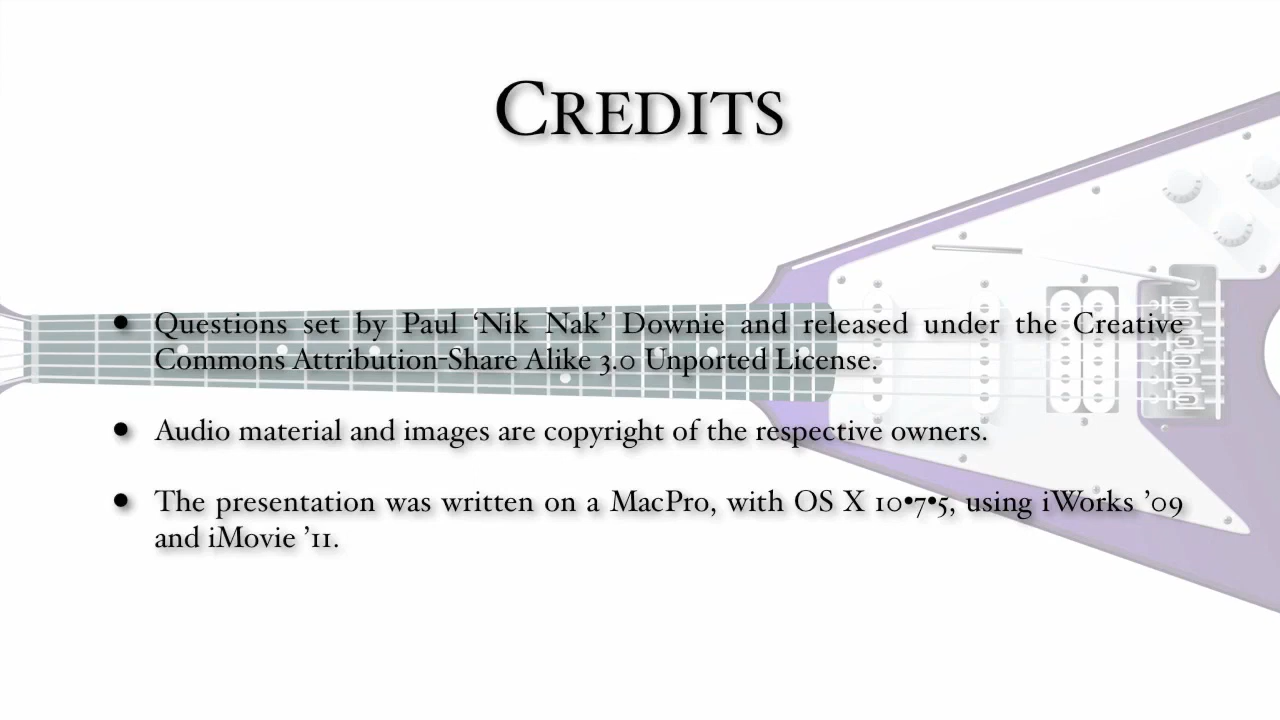 CREDITS
• Questions set by Paul ‘Nik Nak’ Downie and released under the Creative
Commons Attribution-Share Alike 3.0 Unported License.
• Audio material and images are copyright of the respective owners.
• The presentation was written on a MacPro, with OS X 10•7•5, using iWorks ’09
and iMovie ’11.